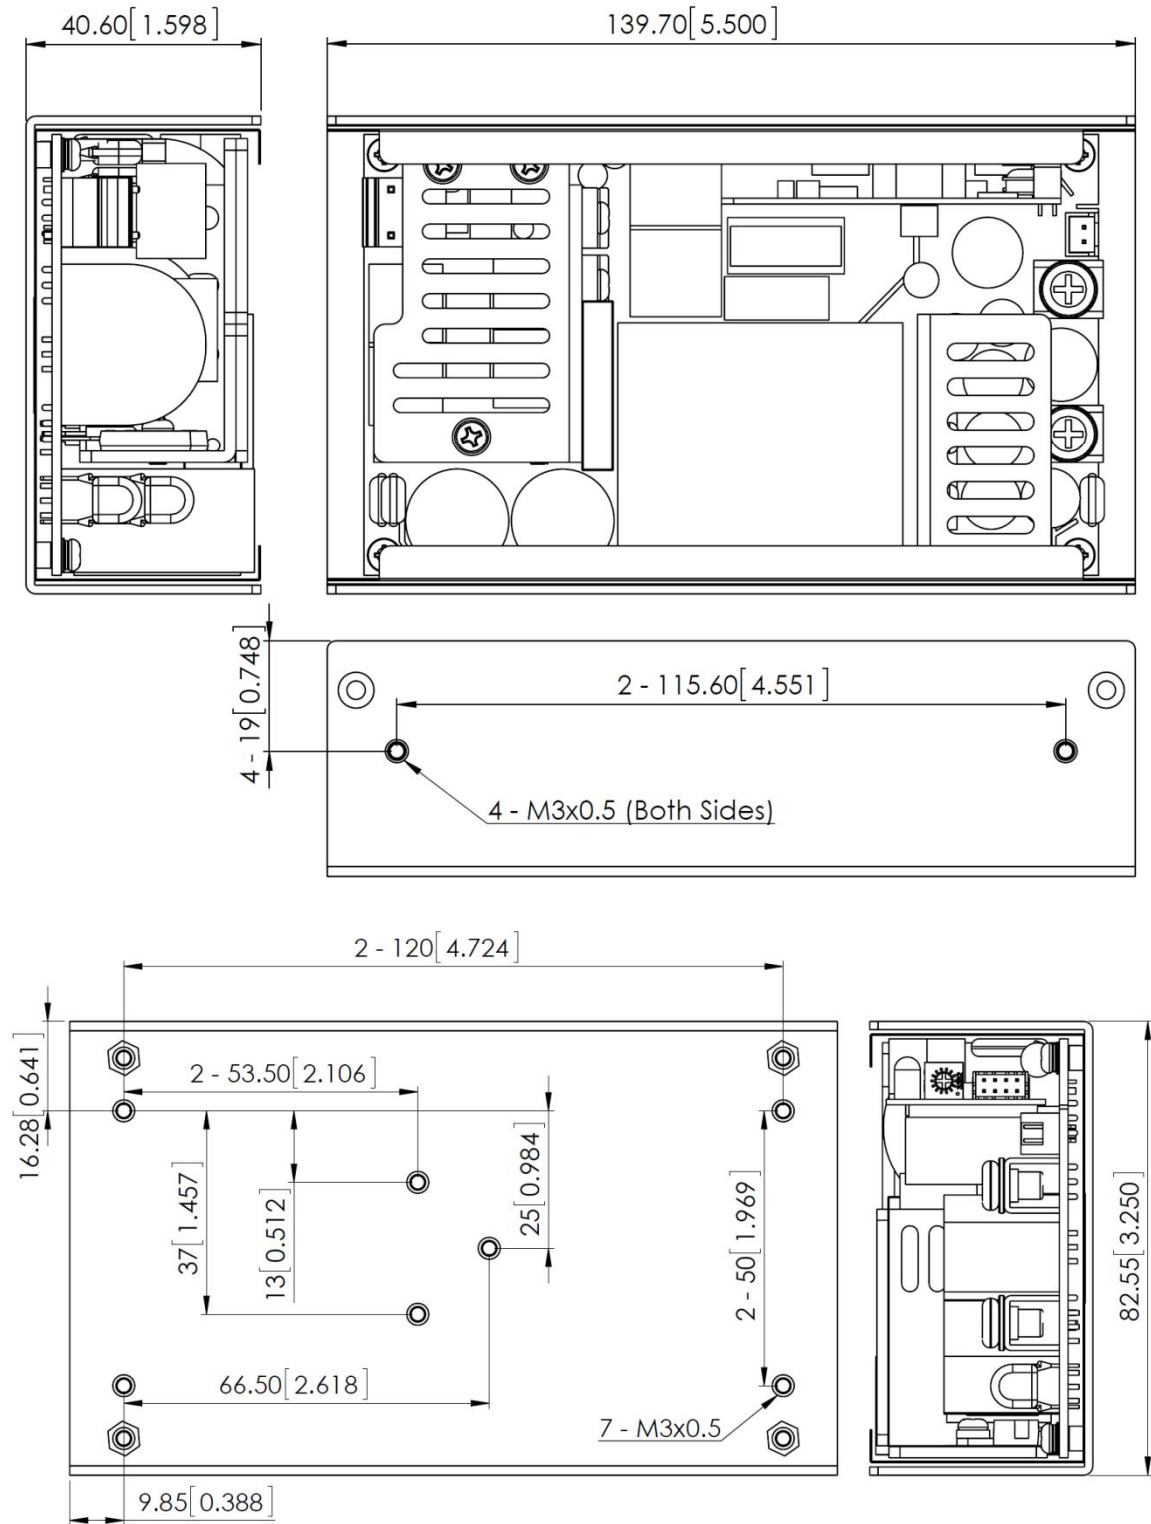 40.60[1.598]
139.70[5.500]
4 - 19[0.748]
2 - 115.60[4.551]
4 - M3x0.5 (Both Sides)
2 - 120[4.724]
16.28[0.641]
2 - 53.50[2.106]
37[1.457]
13[0.512]
25[0.984]
2 - 50[1.969]
82.55[3.250]
66.50[2.618]
7 - M3x0.5
9.85[0.388]